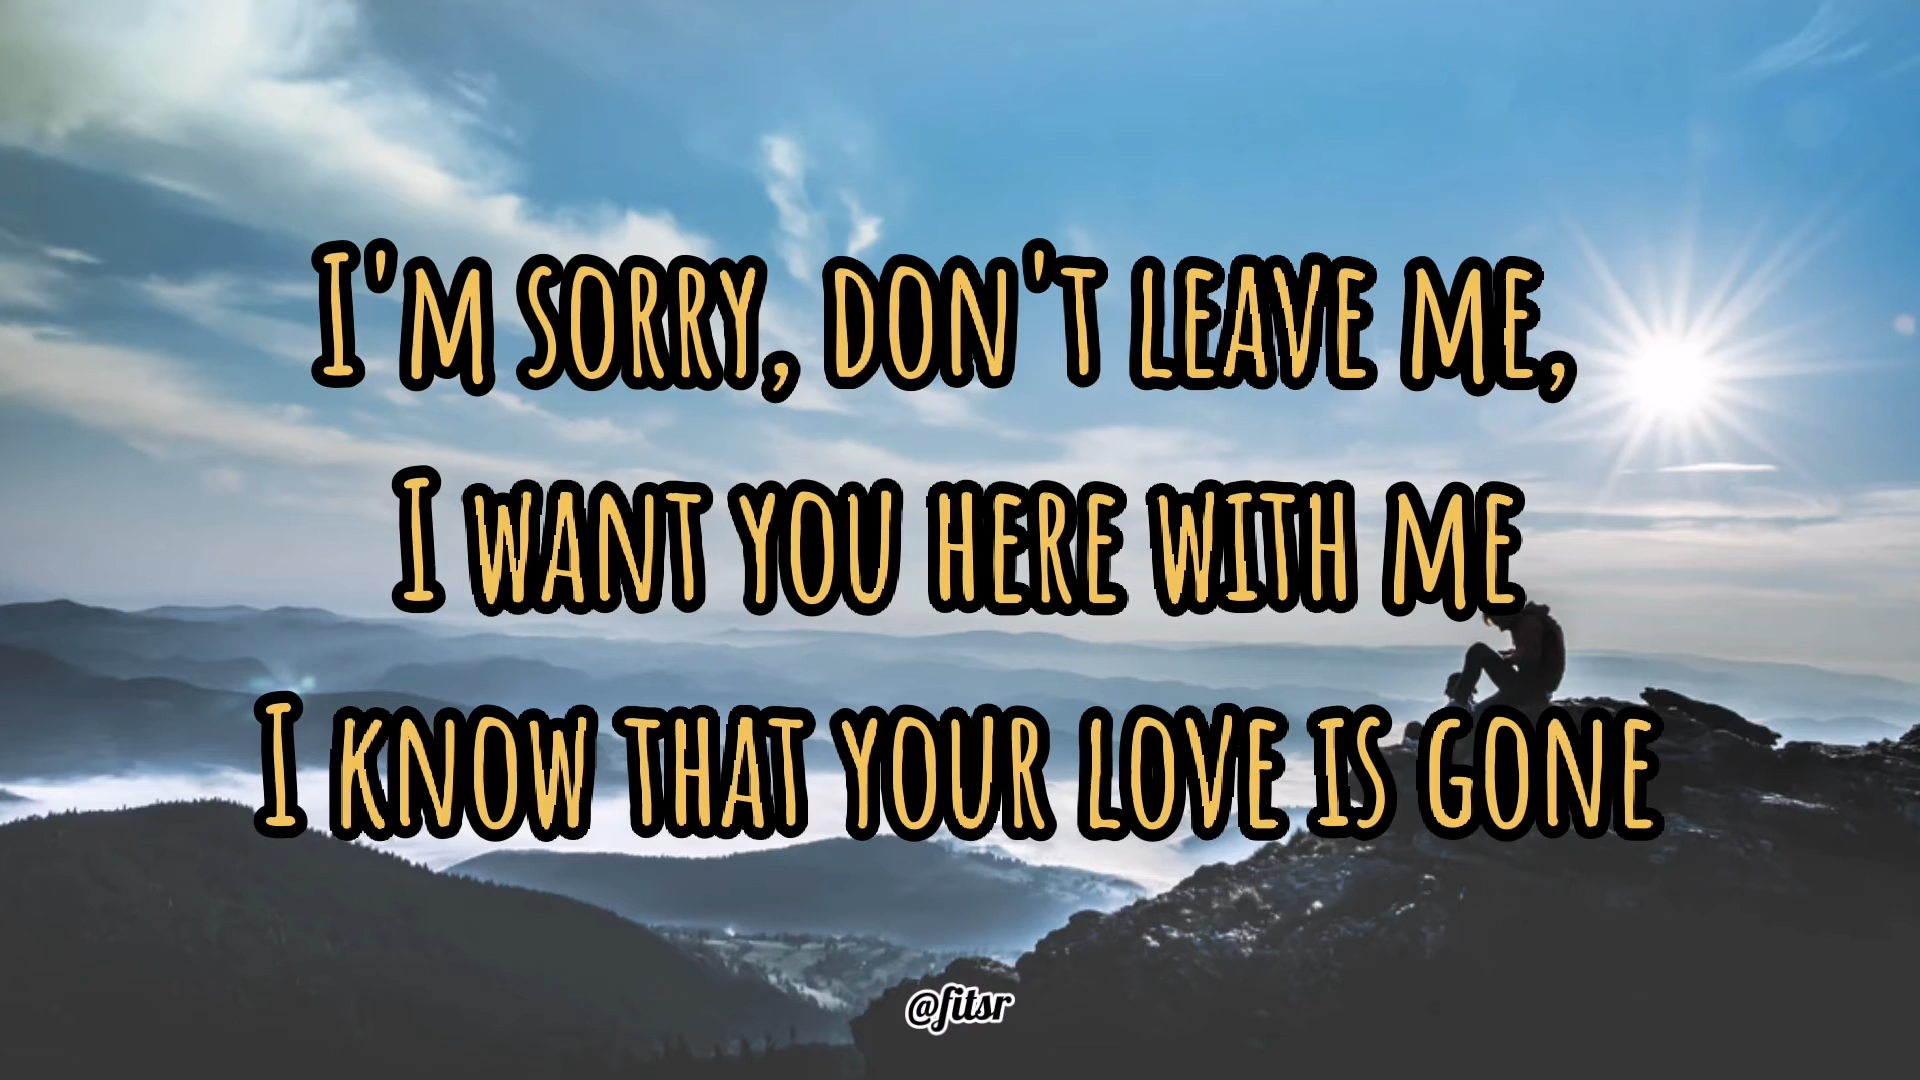 I'm sorry, don't leave me,
I want you here with me
I know that your love is gone
@fitsr